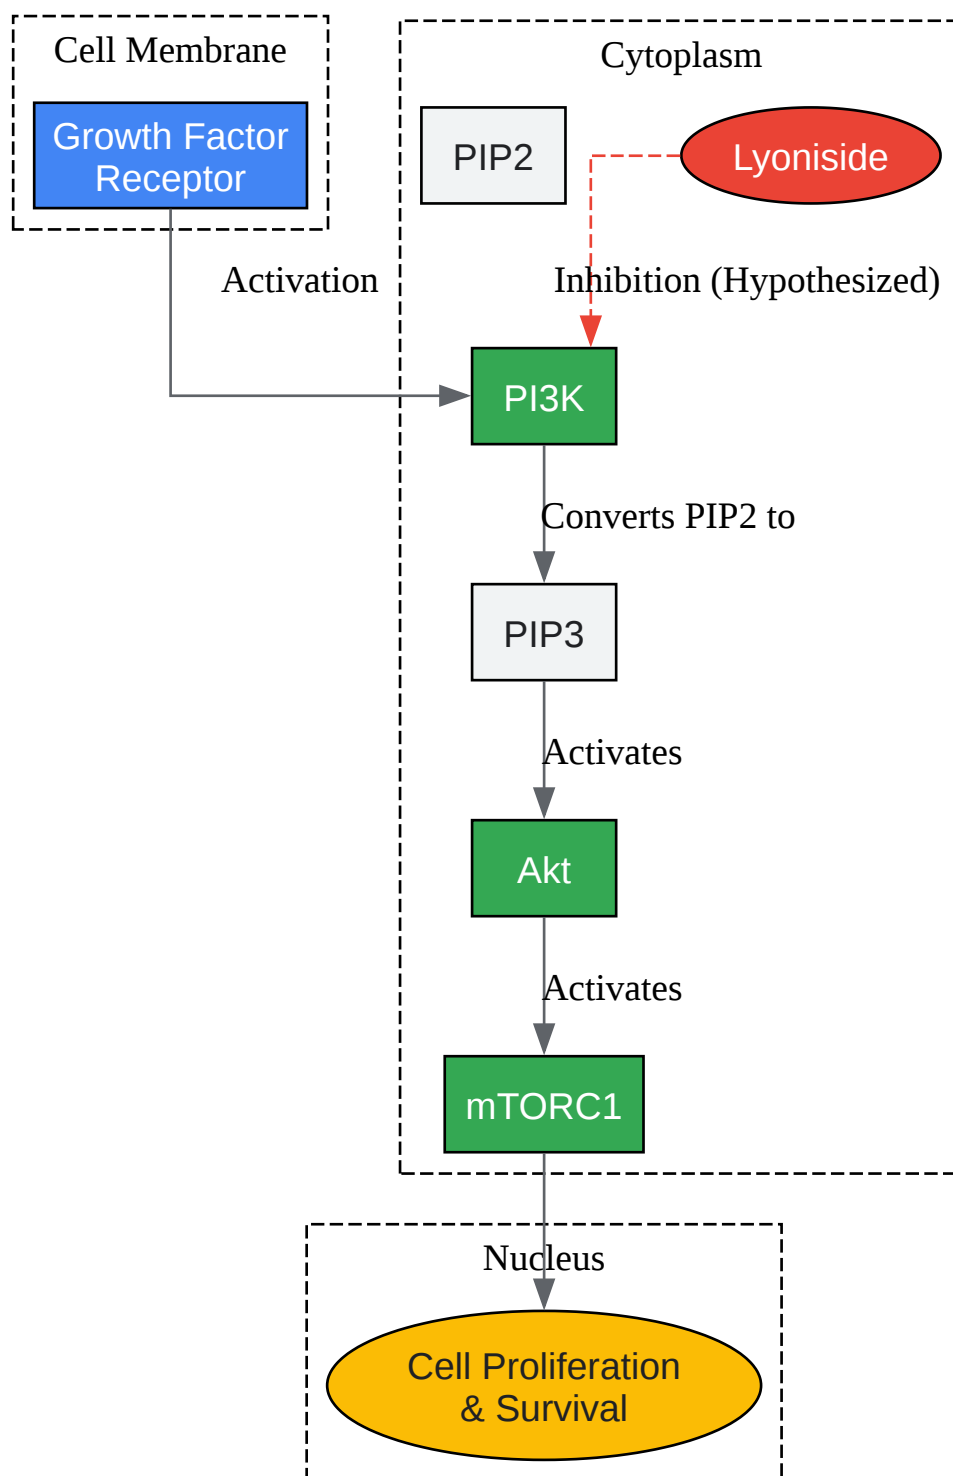 Cell Membrane
Growth Factor
Receptor
Cytoplasm
PIP2
Lyoniside
Activation
Inhibition (Hypothesized)
PI3K
Converts PIP2 to
PIP3
Activates
Akt
Activates
mTORC1
Nucleus
Cell Proliferation
& Survival